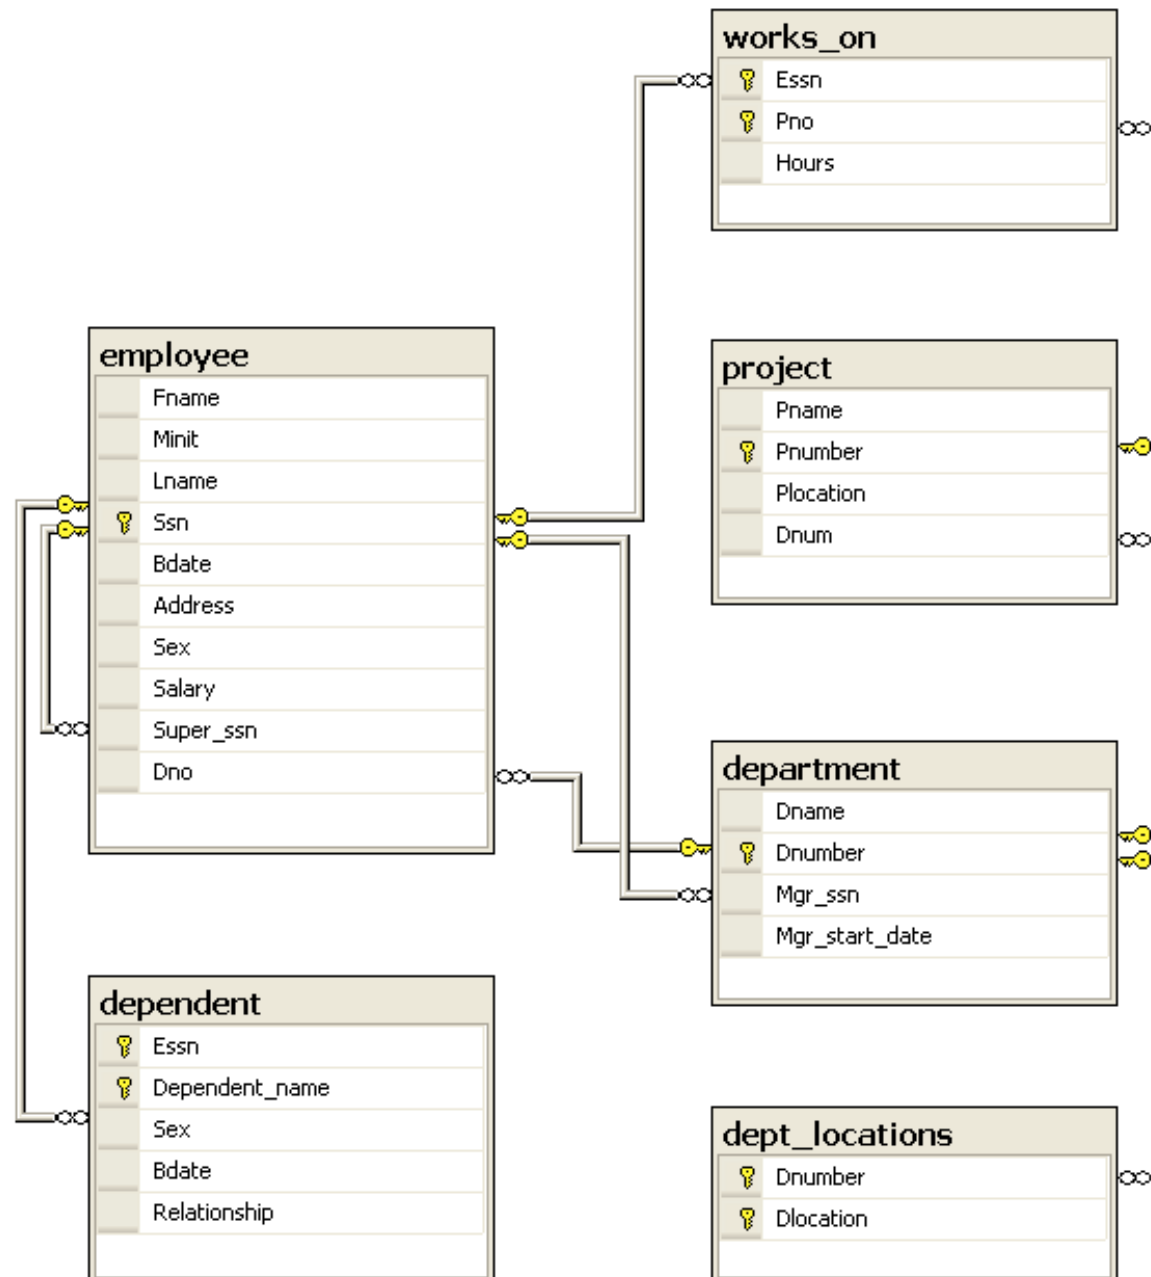 works_on
Essn
Pno
Hours
employee
Fname
Minit
Lname
Ssn
Bdate
Address
Sex
Salary
Super_ssn
Dno
project
Pname
Pnumber
Plocation
Dnum
department
Dname
Dnumber
Mgr_ssn
Mgr_start_date
dependent
Essn
Dependent_name
Sex
Bdate
Relationship
dept_locations
Dnumber
Dlocation